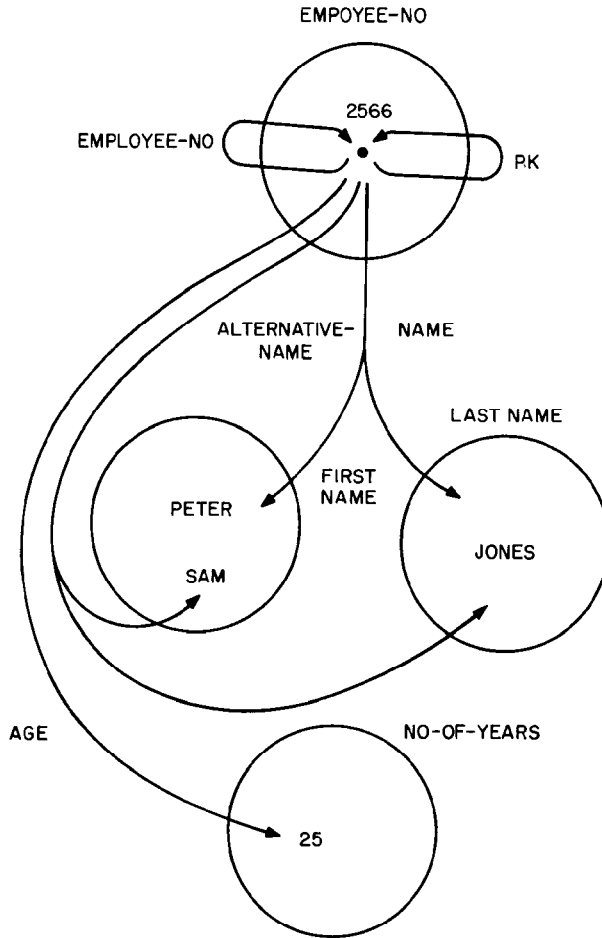 EMPOYEE-NO
2566
EMPLOYEE-NO
PK
ALTERNATIVE-
NAME
NAME
LAST NAME
FIRST
NAME
PETER
JONES
SAM
AGE
NO-OF-YEARS
25